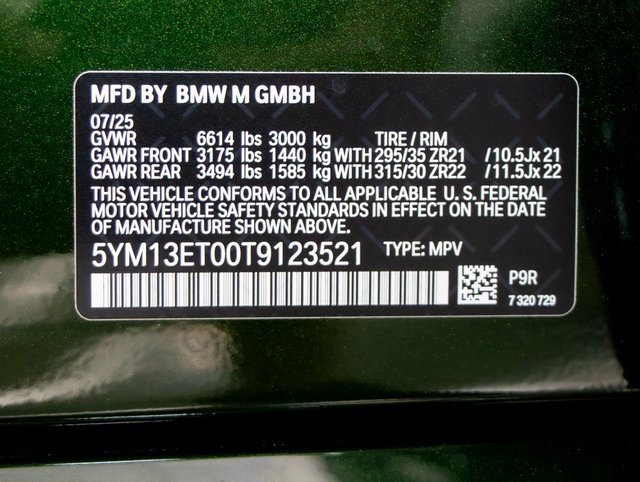 MFD BY BMW M GMBH
07/25
GVWR 6614 lbs 3000 kg TIRE / RIM
GAWR FRONT 3175 lbs 1440 kg WITH 295/35 ZR21 /10.5Jx 21
GAWR REAR 3494 lbs 1585 kg WITH 315/30 ZR22 /11.5Jx 22
THIS VEHICLE CONFORMS TO ALL APPLICABLE U. S. FEDERAL
MOTOR VEHICLE SAFETY STANDARDS IN EFFECT ON THE DATE
OF MANUFACTURE SHOWN ABOVE.
5YM13ET00T9123521 TYPE: MPV
P9R
7 320 729